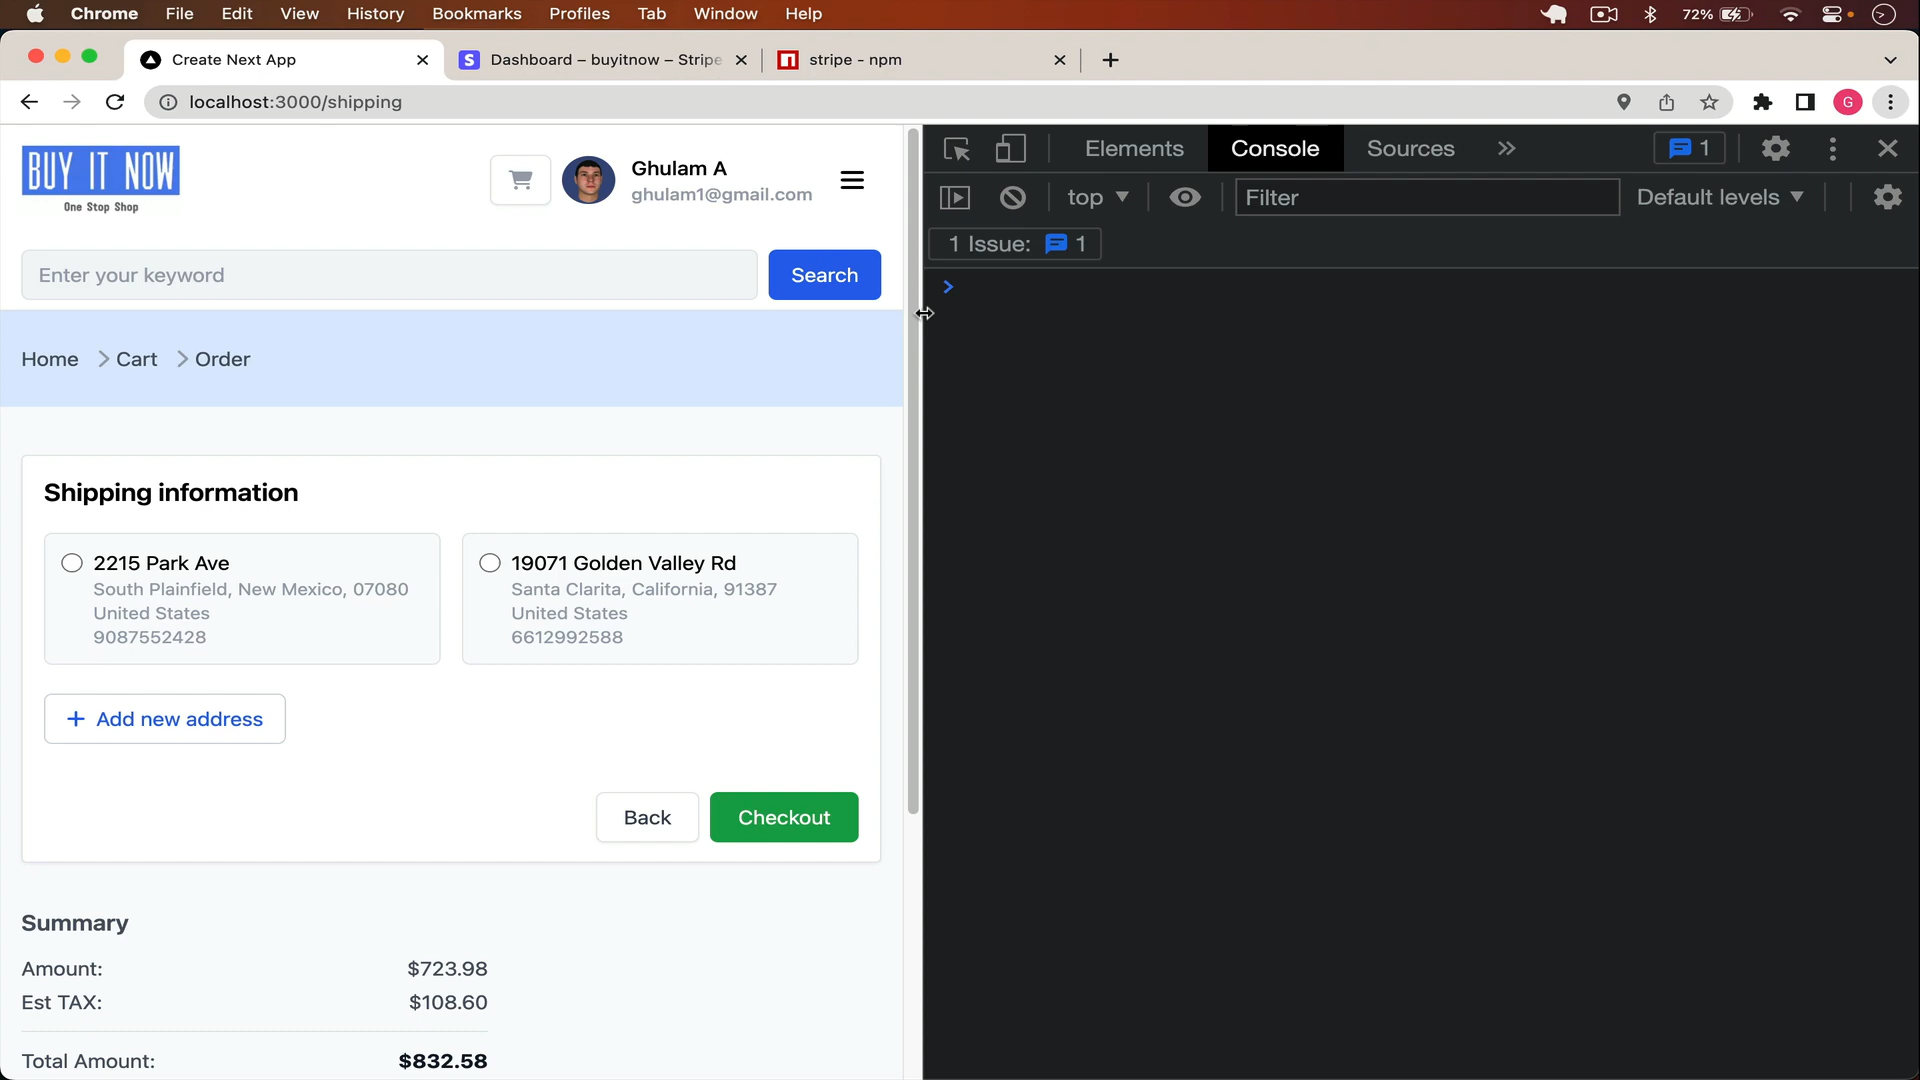 Chrome File Edit View History Bookmarks Profiles Tab Window Help 72%
Create Next App
Dashboard – buyitnow – Stripe
stripe - npm
localhost:3000/shipping
G
BUY IT NOW
One Stop Shop
Ghulam A
ghulam1@gmail.com
Enter your keyword
Search
Home
Cart
Order
Shipping information
2215 Park Ave
South Plainfield, New Mexico, 07080
United States
9087552428
19071 Golden Valley Rd
Santa Clarita, California, 91387
United States
6612992588
+ Add new address
Back
Checkout
Summary
Amount: $723.98
Est TAX: $108.60
Total Amount: $832.58
Elements Console Sources 1
top Filter Default levels
1 Issue: 1